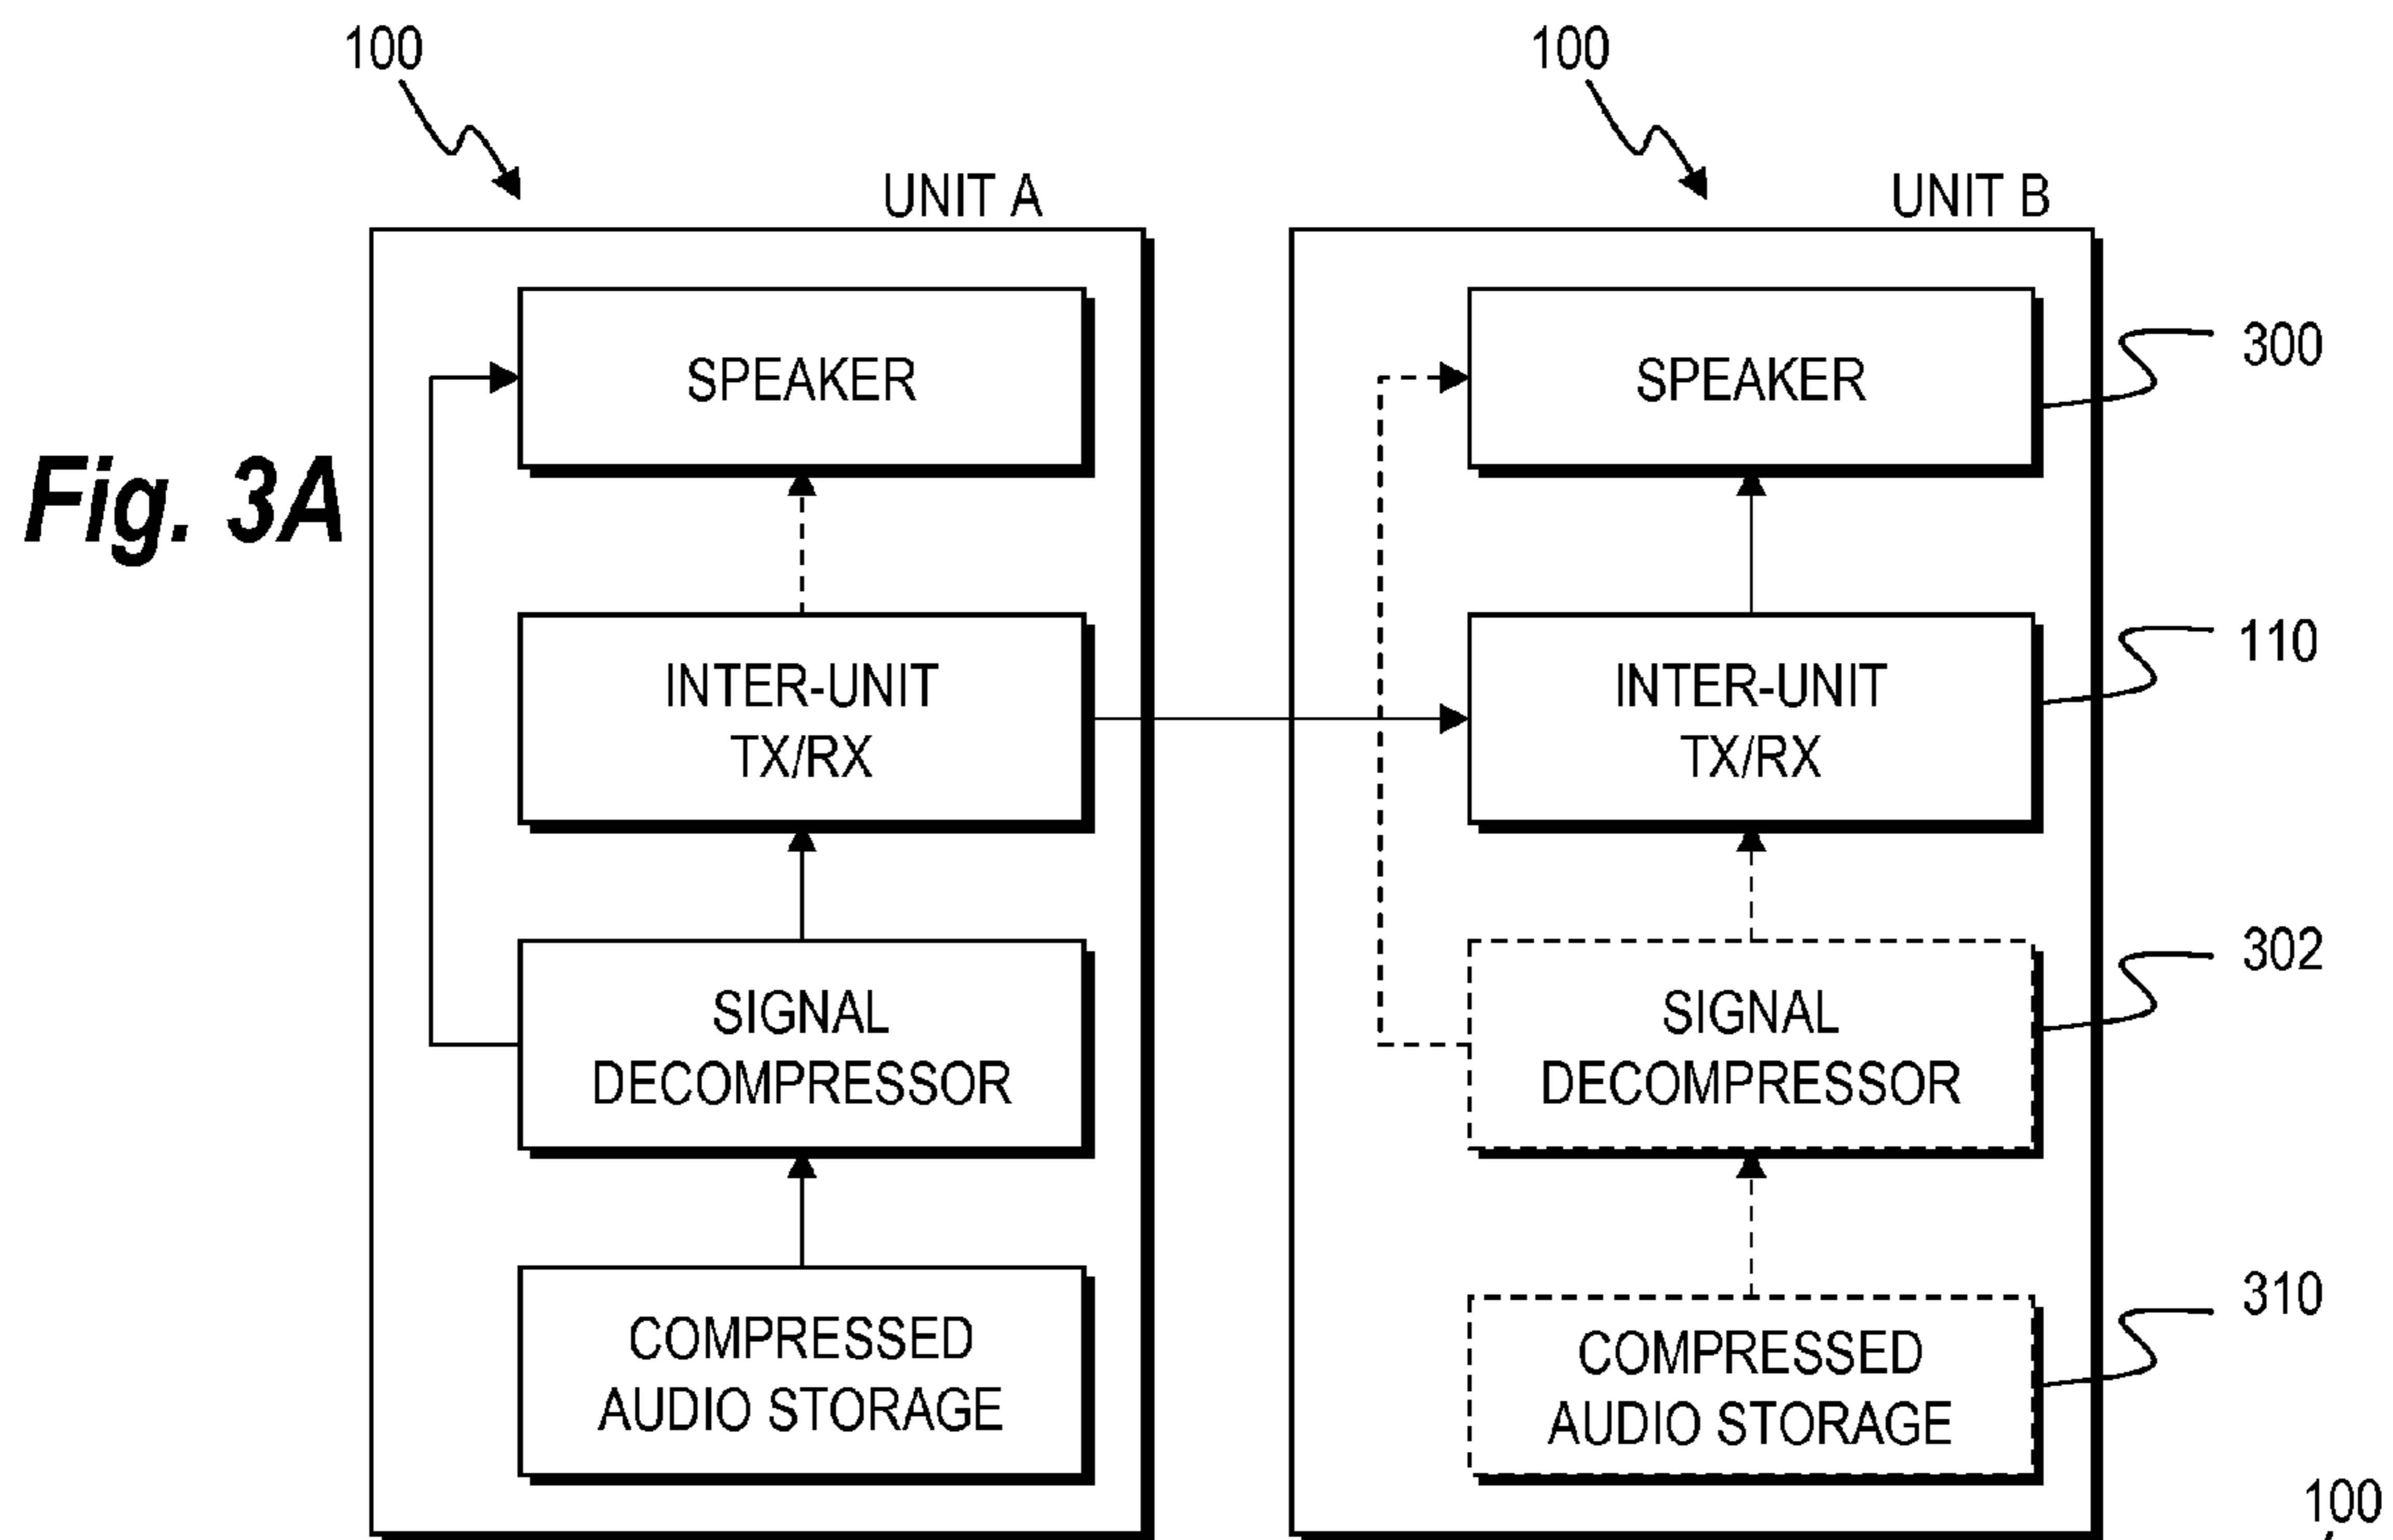 100
100
UNIT A
UNIT B
SPEAKER
SPEAKER
300
Fig. 3A
INTER-UNIT
TX/RX
INTER-UNIT
TX/RX
110
SIGNAL
DECOMPRESSOR
SIGNAL
DECOMPRESSOR
302
COMPRESSED
AUDIO STORAGE
COMPRESSED
AUDIO STORAGE
310
100